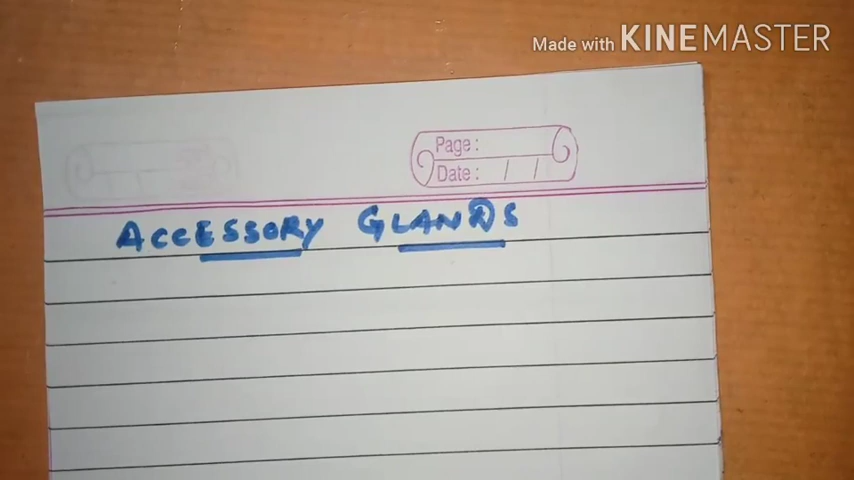 Made with KINEMASTER
Page :
Date : / /
ACCESSORY GLANDS